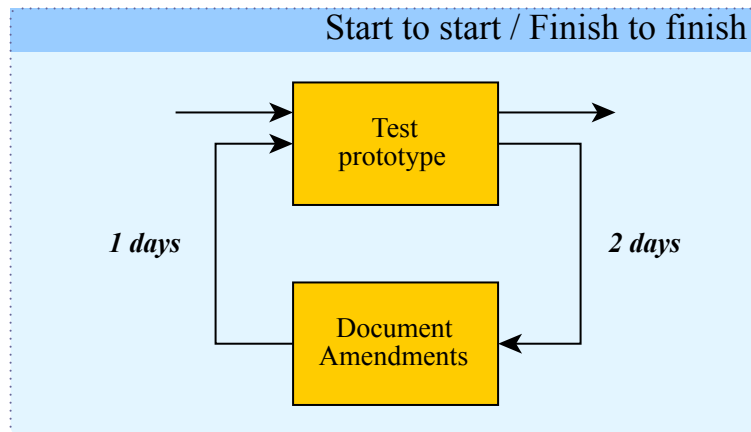 Start to start / Finish to finish
Test
prototype
1 days
2 days
Document
Amendments